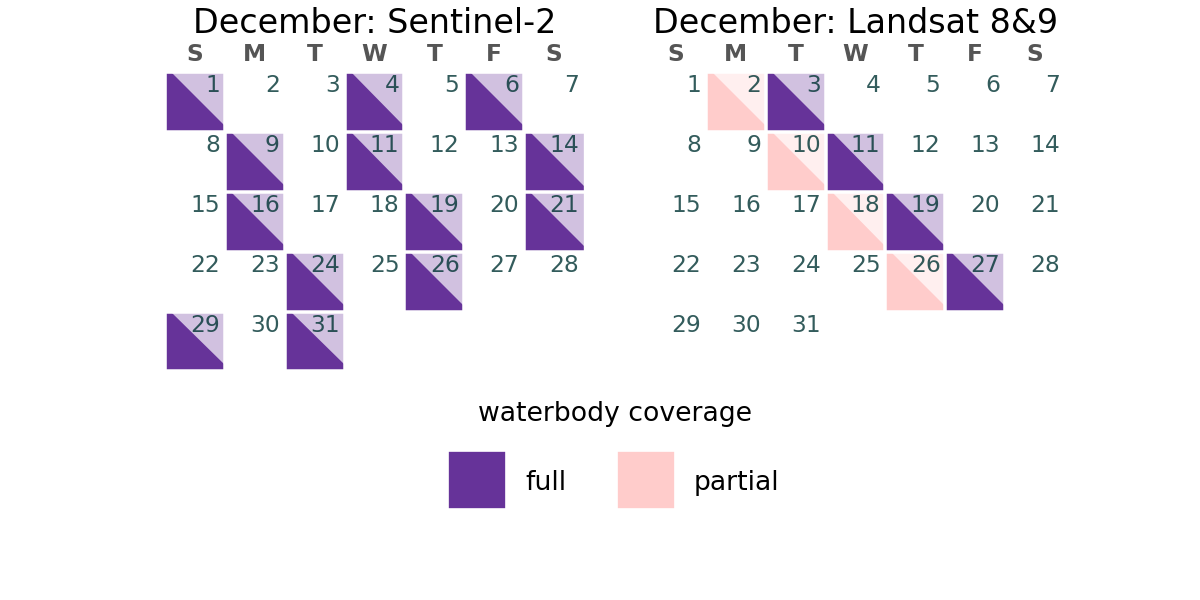 December: Sentinel-2
S M T W T F S
1 2 3 4 5 6 7
8 9 10 11 12 13 14
15 16 17 18 19 20 21
22 23 24 25 26 27 28
29 30 31
December: Landsat 8&9
S M T W T F S
1 2 3 4 5 6 7
8 9 10 11 12 13 14
15 16 17 18 19 20 21
22 23 24 25 26 27 28
29 30 31
waterbody coverage
full
partial